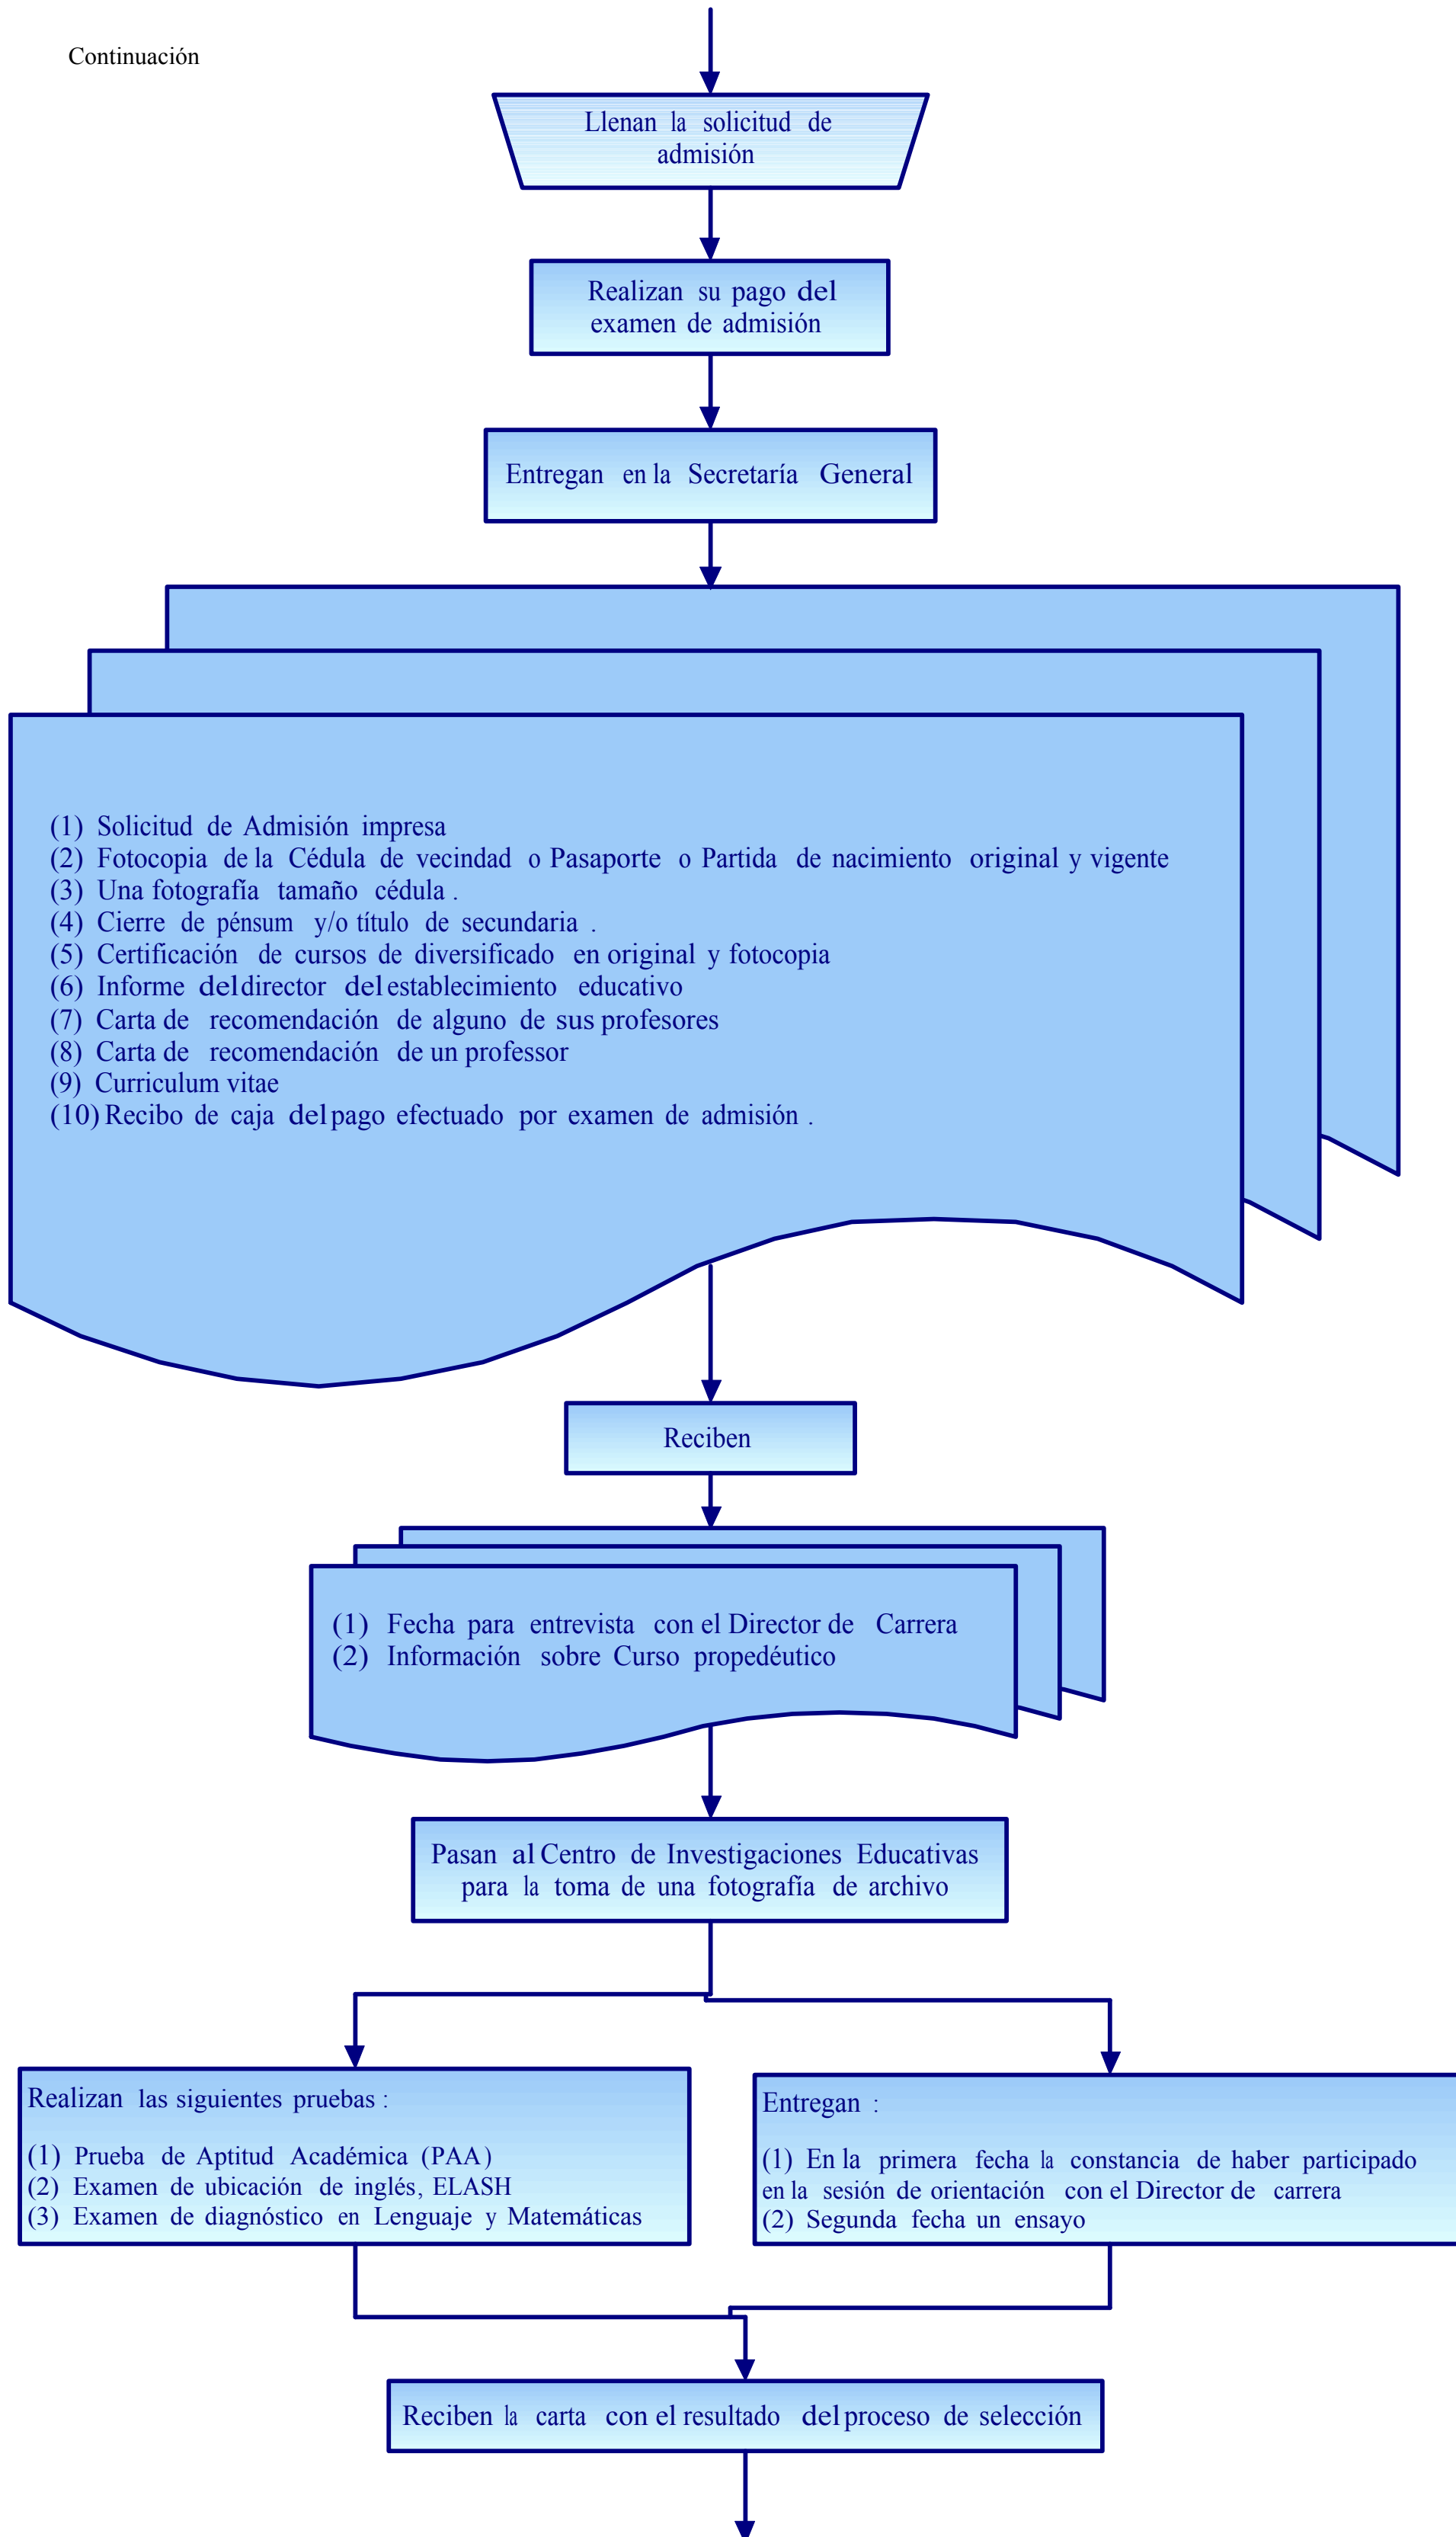 Continuación
Llenan la solicitud de
admisión
Realizan su pago del
examen de admisión
Entregan en la Secretaría General
(1) Solicitud de Admisión impresa
(2) Fotocopia de la Cédula de vecindad o Pasaporte o Partida de nacimiento original y vigente
(3) Una fotografía tamaño cédula .
(4) Cierre de pénsum y/o título de secundaria .
(5) Certificación de cursos de diversificado en original y fotocopia
(6) Informe del director del establecimiento educativo
(7) Carta de recomendación de alguno de sus profesores
(8) Carta de recomendación de un professor
(9) Curriculum vitae
(10) Recibo de caja del pago efectuado por examen de admisión .
Reciben
(1) Fecha para entrevista con el Director de Carrera
(2) Información sobre Curso propedéutico
Pasan al Centro de Investigaciones Educativas
para la toma de una fotografía de archivo
Realizan las siguientes pruebas :
(1) Prueba de Aptitud Académica (PAA)
(2) Examen de ubicación de inglés, ELASH
(3) Examen de diagnóstico en Lenguaje y Matemáticas
Entregan :
(1) En la primera fecha la constancia de haber participado
en la sesión de orientación con el Director de carrera
(2) Segunda fecha un ensayo
Reciben la carta con el resultado del proceso de selección